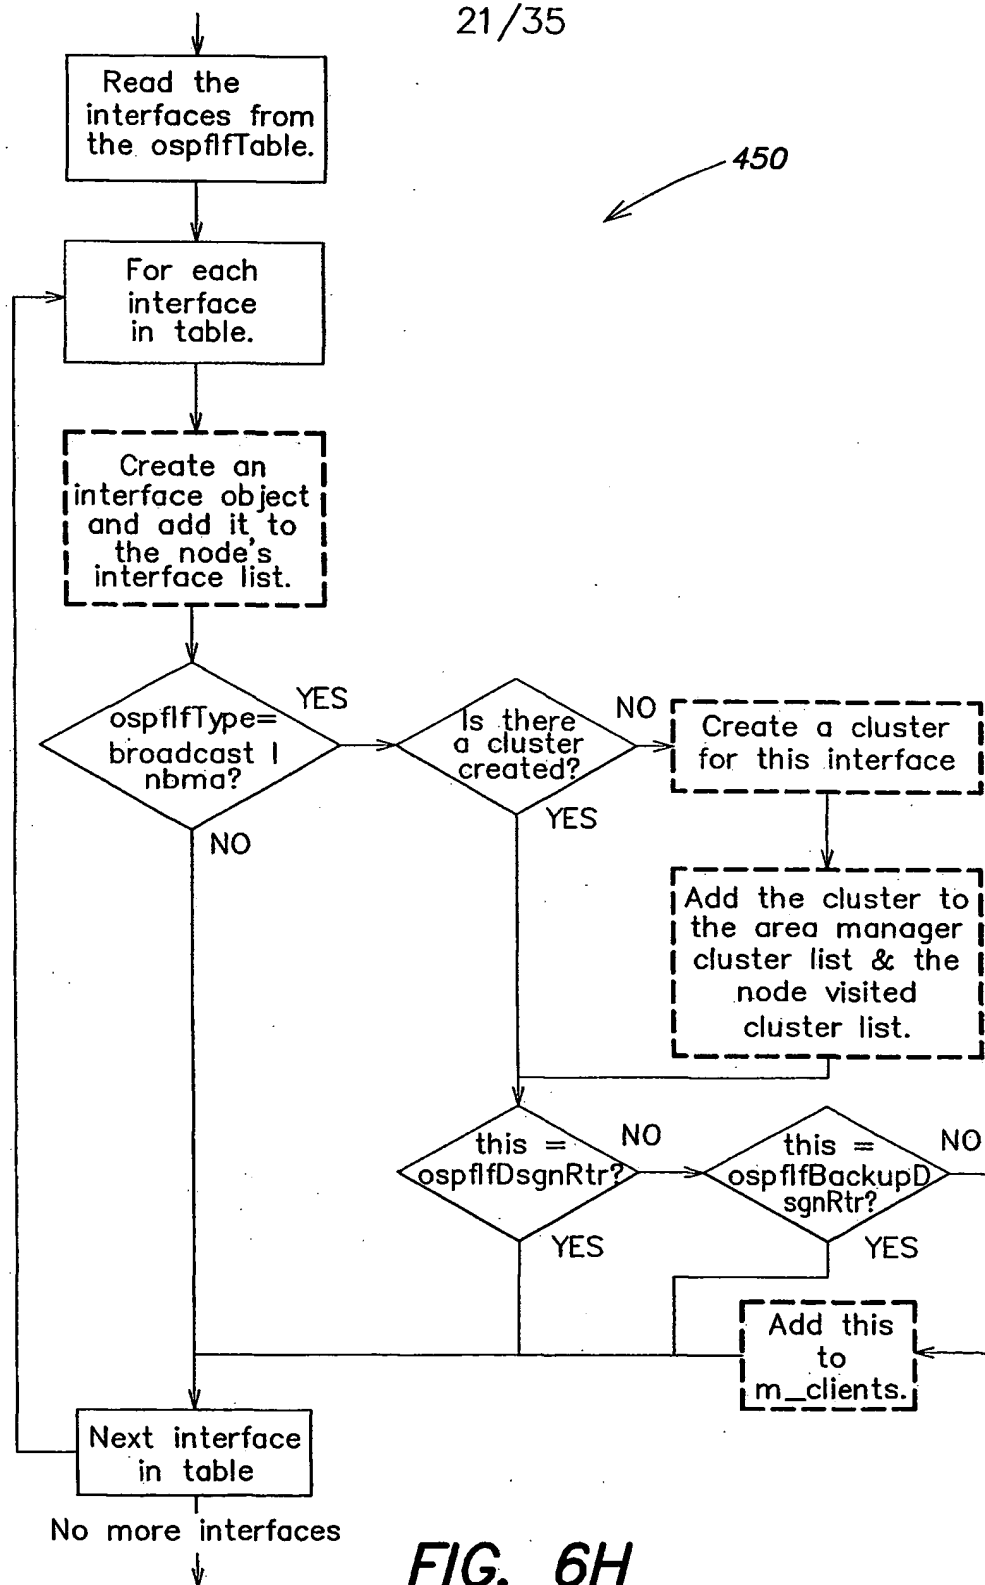 21/35
Read the
interfaces from
the ospfIfTable.
450
For each
interface
in table.
Create an
interface object
and add it to
the node's
interface list.
ospfIfType=
broadcast |
nbma?
YES
NO
Is there
a cluster
created?
NO
YES
Create a cluster
for this interface
Add the cluster to
the area manager
cluster list & the
node visited
cluster list.
this =
ospfIfDsgnRtr?
NO
YES
this =
ospfIfBackupD
sgnRtr?
NO
YES
Add this
to
m_clients.
Next interface
in table
No more interfaces
FIG. 6H